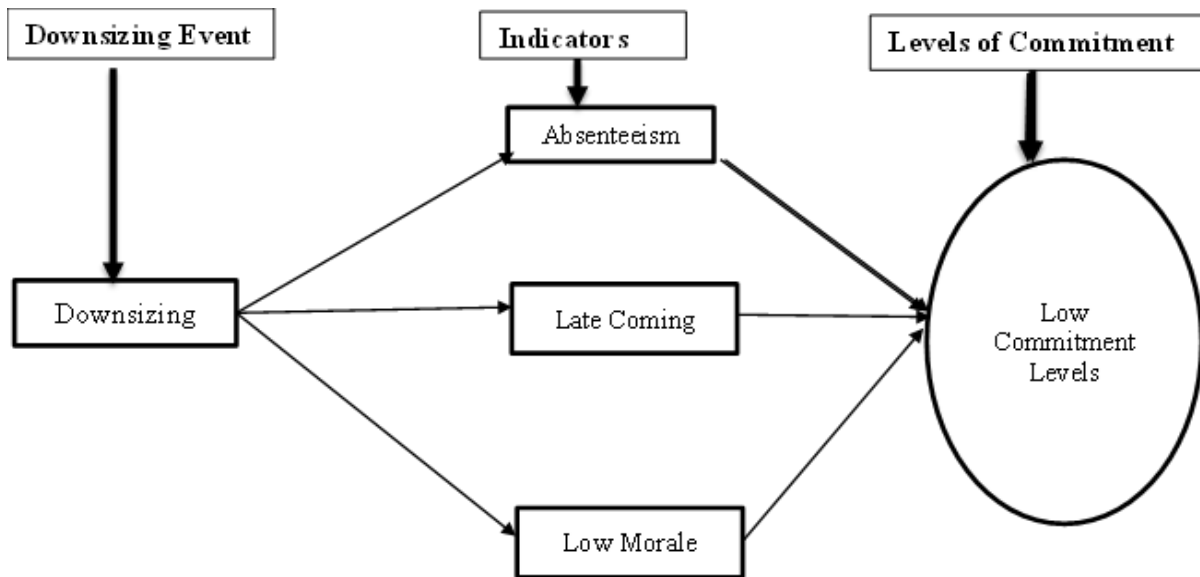 Downsizing Event
Indicators
Levels of Commitment
Absenteeism
Downsizing
Late Coming
Low
Commitment
Levels
Low Morale